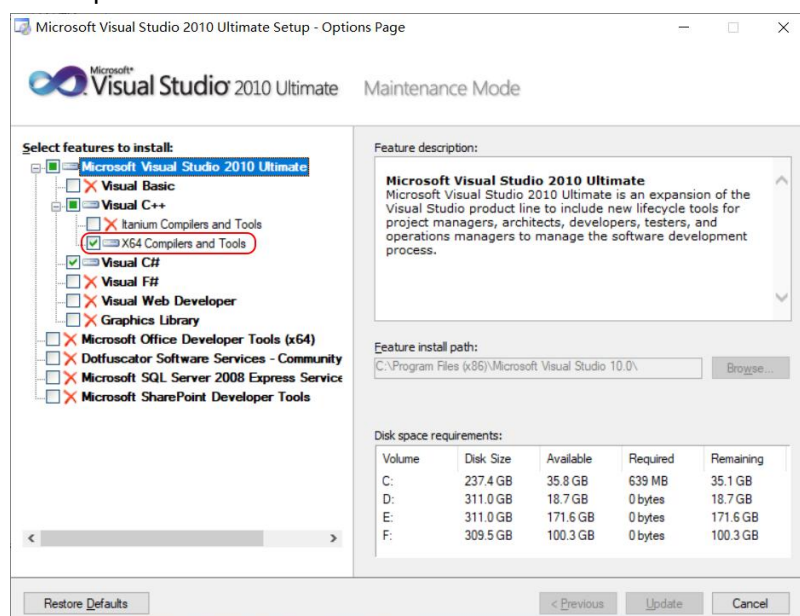 Microsoft Visual Studio 2010 Ultimate Setup - Options Page
Microsoft®
Visual Studio® 2010 Ultimate Maintenance Mode
Select features to install:
Microsoft Visual Studio 2010 Ultimate
Visual Basic
Visual C++
Itanium Compilers and Tools
X64 Compilers and Tools
Visual C#
Visual F#
Visual Web Developer
Graphics Library
Microsoft Office Developer Tools (x64)
Dotfuscator Software Services - Community
Microsoft SQL Server 2008 Express Service
Microsoft SharePoint Developer Tools
Feature description:
Microsoft Visual Studio 2010 Ultimate
Microsoft Visual Studio 2010 Ultimate is an expansion of the
Visual Studio product line to include new lifecycle tools for
project managers, architects, developers, testers, and
operations managers to manage the software development
process.
Feature install path:
C:\Program Files (x86)\Microsoft Visual Studio 10.0\ Browse...
Disk space requirements:
Volume Disk Size Available Required Remaining
C: 237.4 GB 35.8 GB 639 MB 35.1 GB
D: 311.0 GB 18.7 GB 0 bytes 18.7 GB
E: 311.0 GB 171.6 GB 0 bytes 171.6 GB
F: 309.5 GB 100.3 GB 0 bytes 100.3 GB
Restore Defaults < Previous Update Cancel